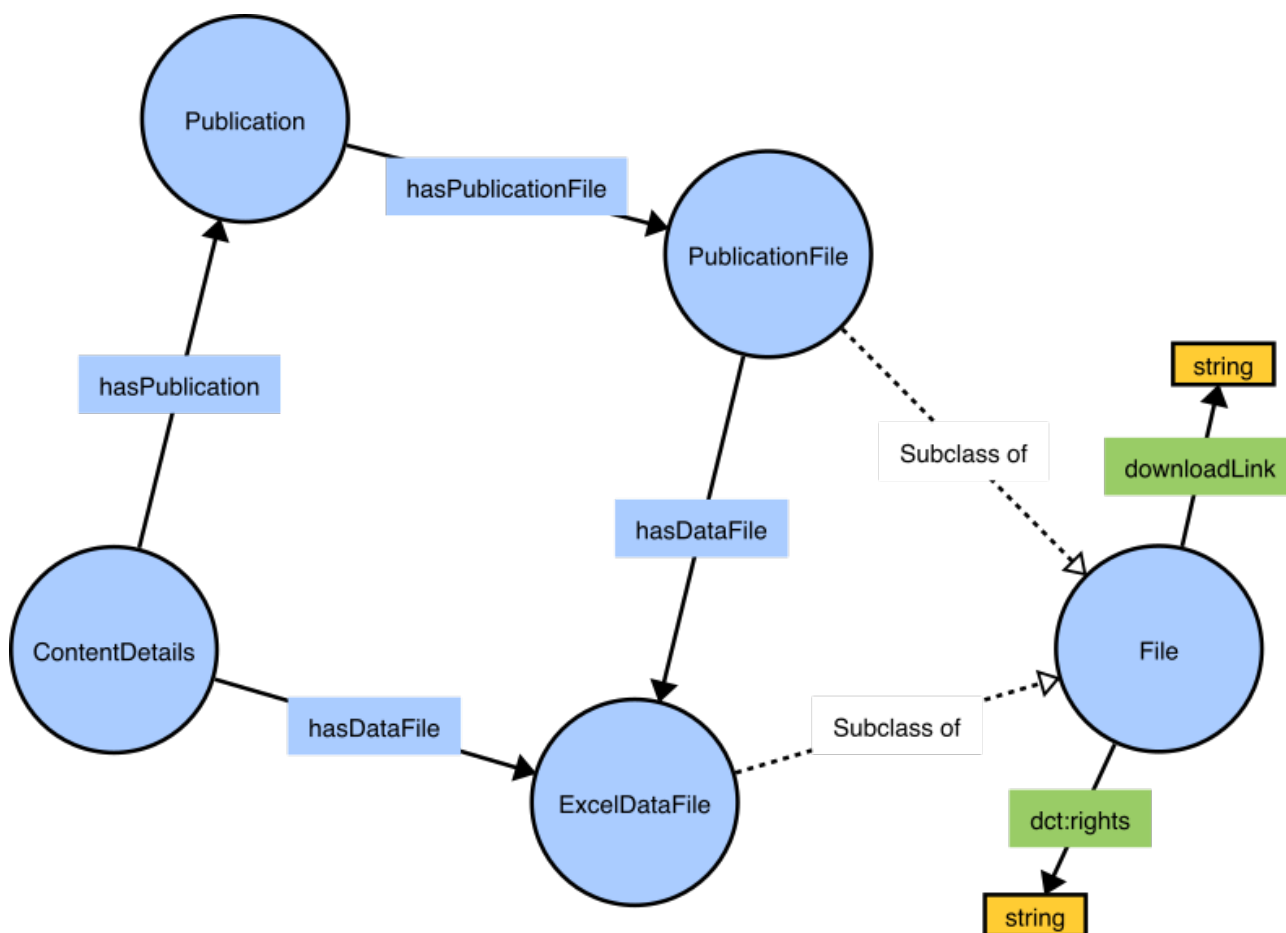 Publication
hasPublicationFile
PublicationFile
string
hasPublication
Subclass of
downloadLink
hasDataFile
ContentDetails
File
hasDataFile
Subclass of
ExcelDataFile
dct:rights
string